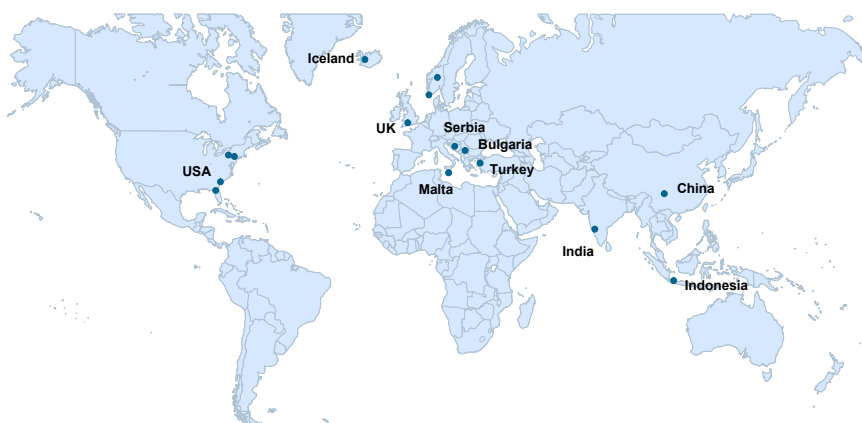 Iceland
UK
Serbia
Bulgaria
USA
Turkey
Malta
China
India
Indonesia